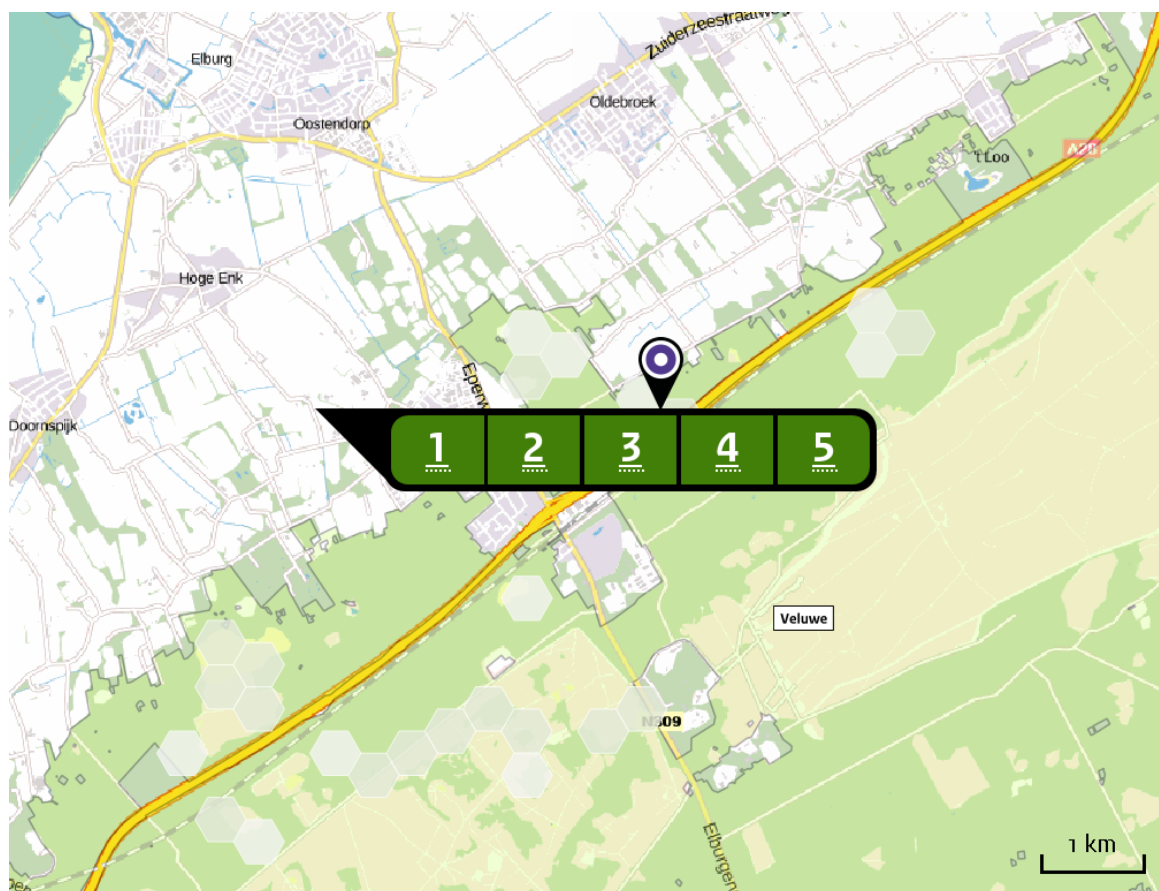 Zuiderzeestraatweg
Elburg
Oldebroek
Oostendorp
A28
't Loo
Hoge Enk
Doornspijk
1 2 3 4 5
Veluwe
N309
1 km